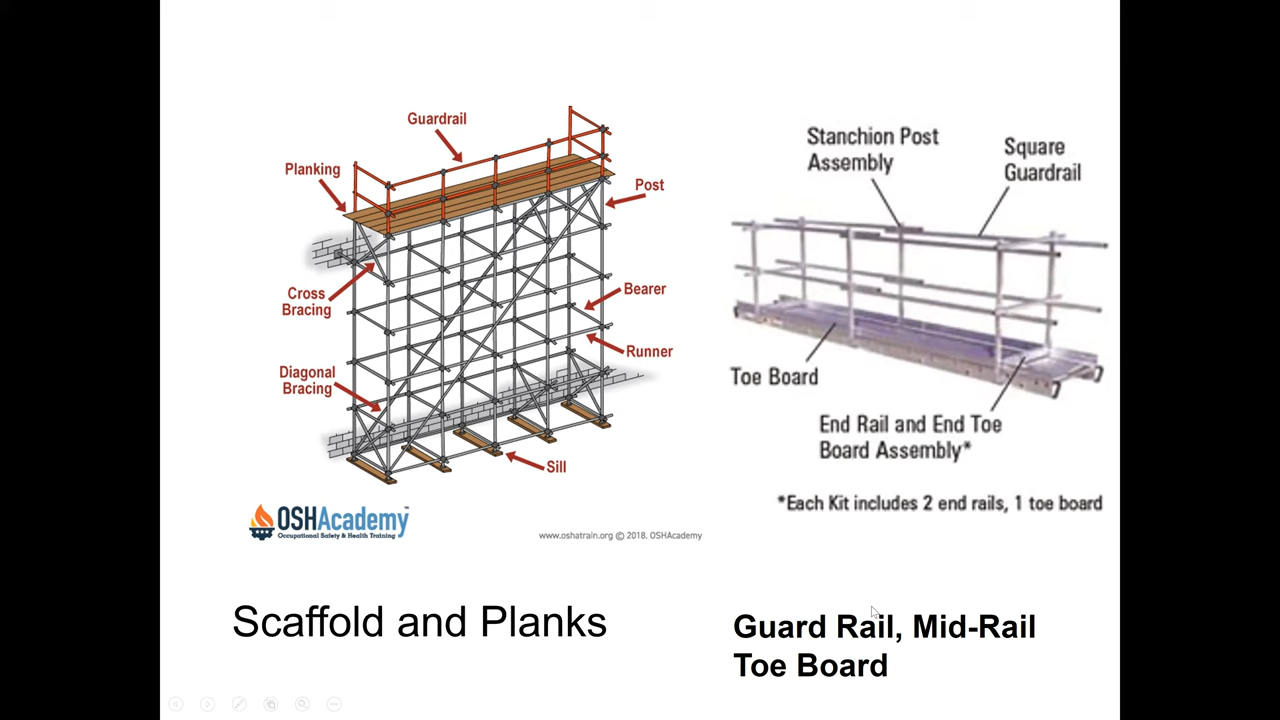 Guardrail
Planking
Post
Cross
Bracing
Bearer
Runner
Diagonal
Bracing
Sill
OSHAcademy™
Occupational Safety & Health Training
www.oshatrain.org © 2018. OSHAcademy
Scaffold and Planks
Stanchion Post
Assembly
Square
Guardrail
Toe Board
End Rail and End Toe
Board Assembly*
*Each Kit includes 2 end rails, 1 toe board
Guard Rail, Mid-Rail
Toe Board